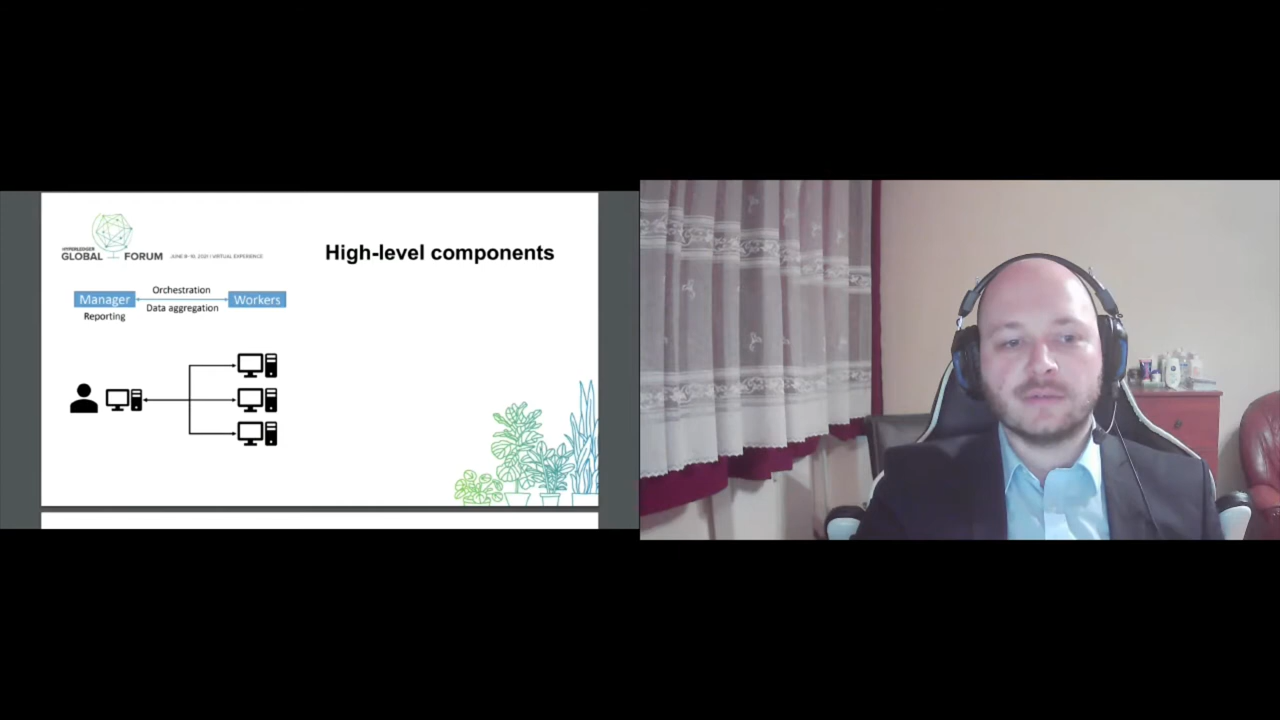 HYPERLEDGER
GLOBAL FORUM JUNE 8-10, 2021 | VIRTUAL EXPERIENCE
High-level components
Manager
Orchestration
Data aggregation
Workers
Reporting